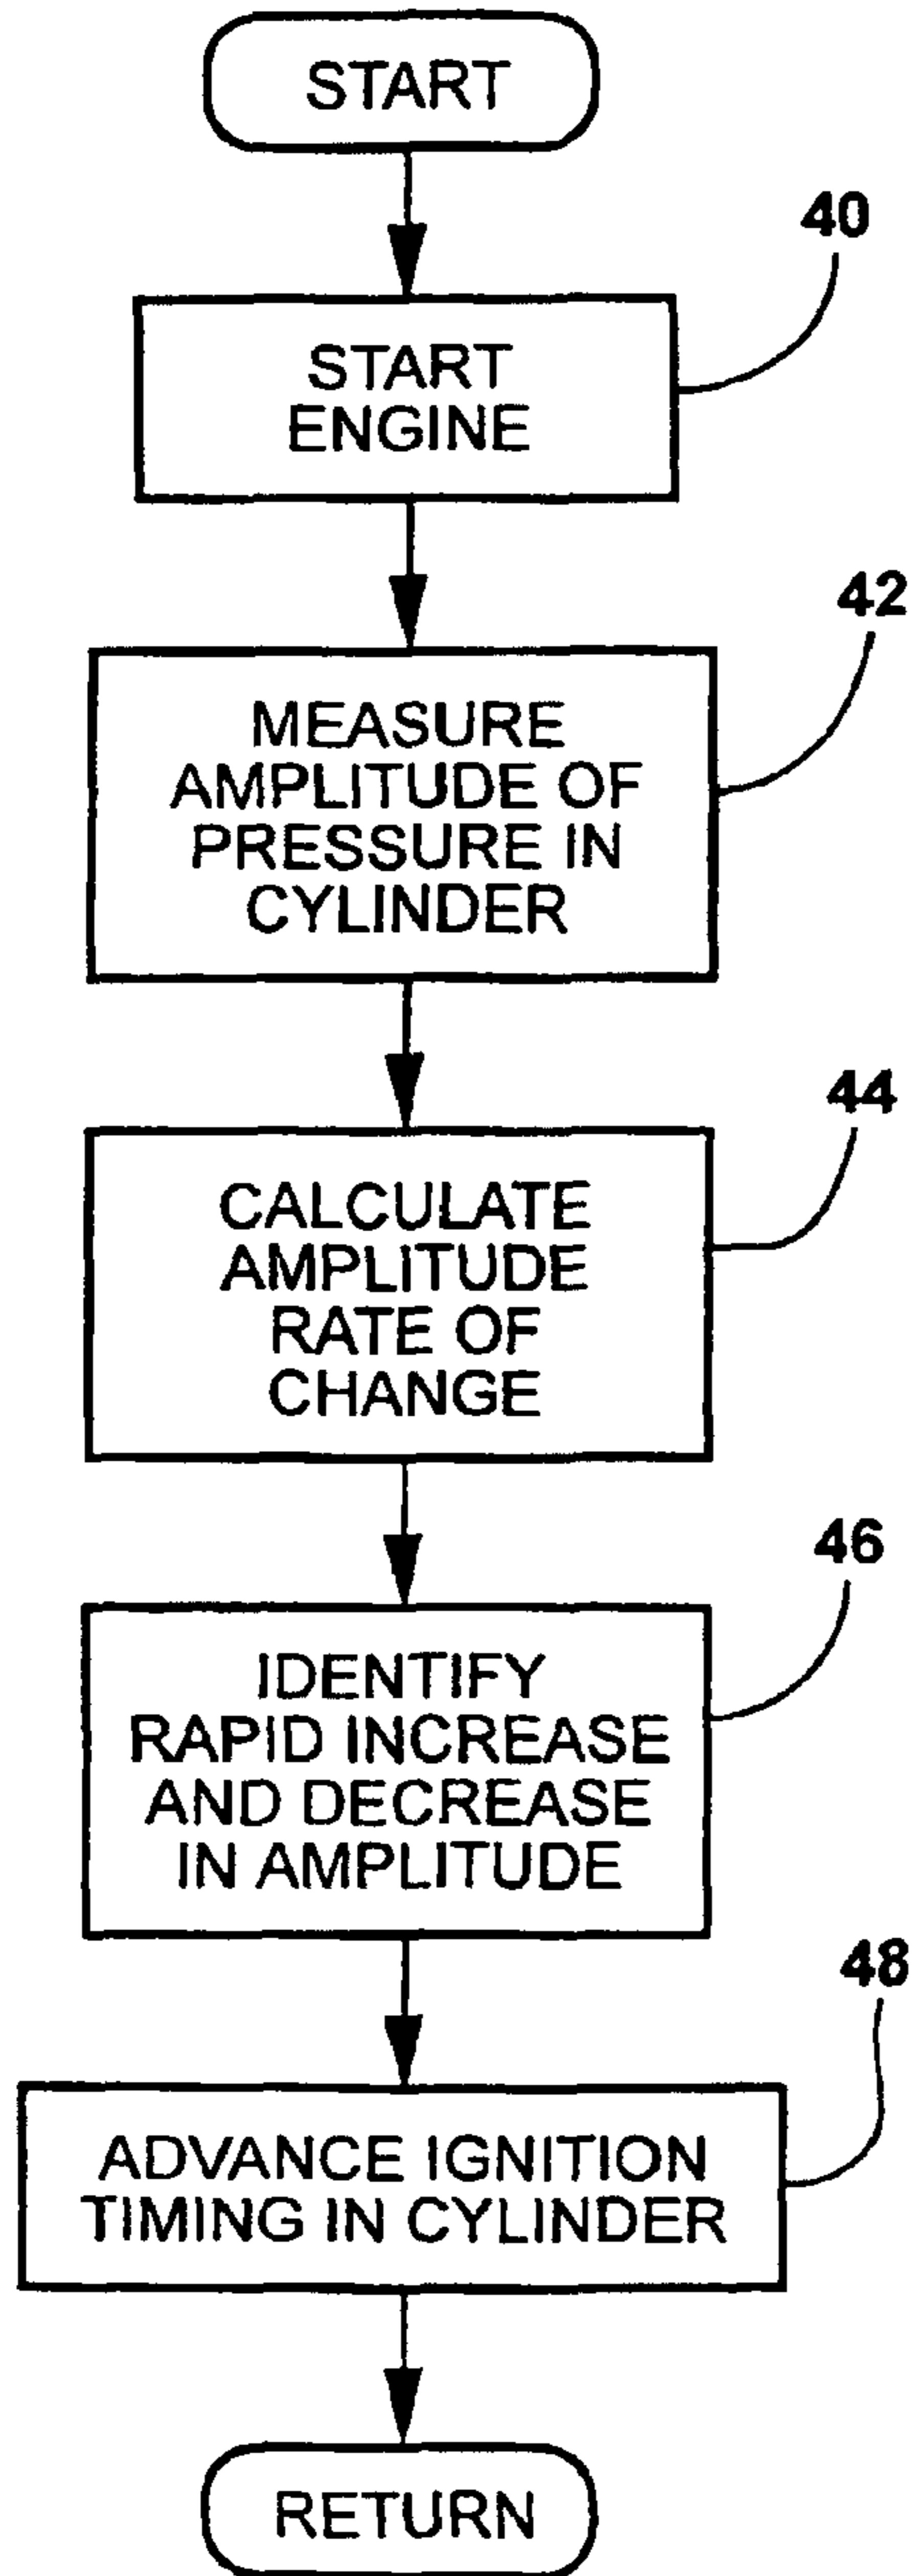 START
40
START
ENGINE
42
MEASURE
AMPLITUDE OF
PRESSURE IN
CYLINDER
44
CALCULATE
AMPLITUDE
RATE OF
CHANGE
46
IDENTIFY
RAPID INCREASE
AND DECREASE
IN AMPLITUDE
48
ADVANCE IGNITION
TIMING IN CYLINDER
RETURN